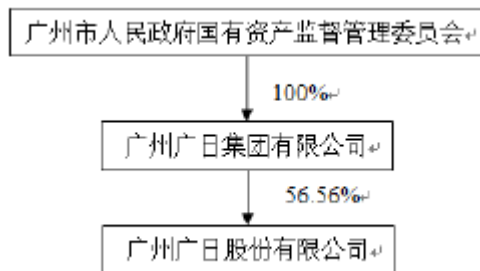 广州市人民政府国有资产监督管理委员会
100%
广州广日集团有限公司
56.56%
广州广日股份有限公司